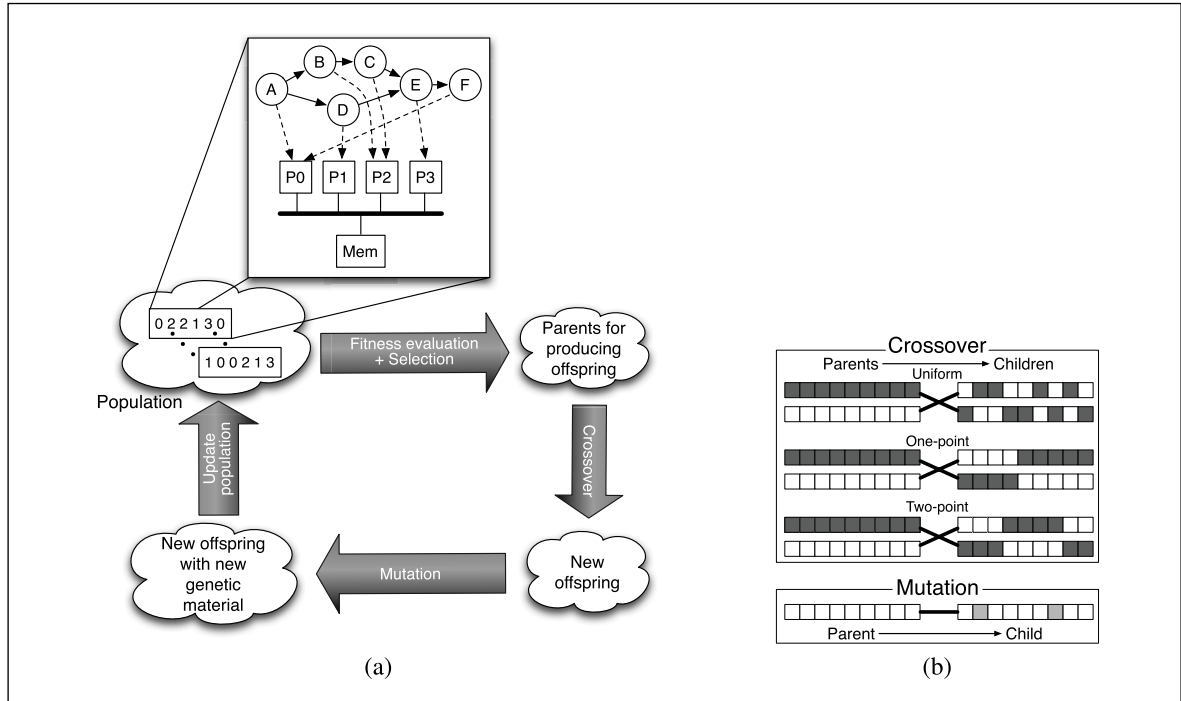 B
C
A
E
F
D
P0
P1
P2
P3
Mem
0 2 2 1 3 0
1 0 0 2 1 3
Population
Fitness evaluation
+ Selection
Parents for
producing
offspring
Crossover
New
offspring
Mutation
New offspring
with new
genetic
material
Update
population
(a)
Crossover
Parents
Children
Uniform
One-point
Two-point
Mutation
Parent
Child
(b)